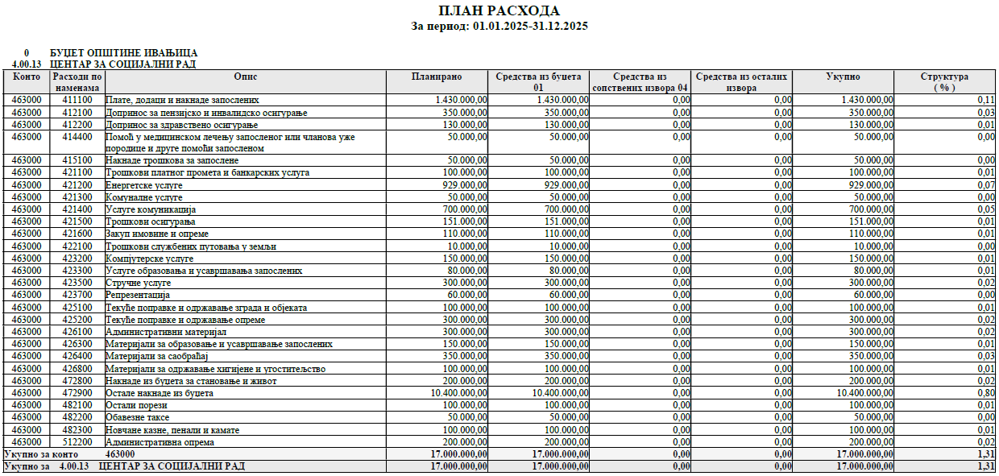 ПЛАН РАСХОДА
За период: 01.01.2025-31.12.2025
0 БУЏЕТ ОПШТИНЕ ИВАЊИЦА
4.00.13 ЦЕНТАР ЗА СОЦИЈАЛНИ РАД
Конто Расходи по наменама Опис Планирано Средства из буџета 01 Средства из сопствених извора 04 Средства из осталих извора Укупно Структура ( % )
463000 411100 Плате, додаци и накнаде запослених 1.430.000,00 1.430.000,00 0,00 0,00 1.430.000,00 0,11
463000 412100 Допринос за пензијско и инвалидско осигурање 350.000,00 350.000,00 0,00 0,00 350.000,00 0,03
463000 412200 Допринос за здравствено осигурање 130.000,00 130.000,00 0,00 0,00 130.000,00 0,01
463000 414400 Помоћ у медицинском лечењу запосленог или чланова уже 50.000,00 50.000,00 0,00 0,00 50.000,00 0,00
породице и друге помоћи запосленом
463000 415100 Накнаде трошкова за запослене 50.000,00 50.000,00 0,00 0,00 50.000,00 0,00
463000 421100 Трошкови платног промета и банкарских услуга 100.000,00 100.000,00 0,00 0,00 100.000,00 0,01
463000 421200 Енергетске услуге 929.000,00 929.000,00 0,00 0,00 929.000,00 0,07
463000 421300 Комуналне услуге 50.000,00 50.000,00 0,00 0,00 50.000,00 0,00
463000 421400 Услуге комуникација 700.000,00 700.000,00 0,00 0,00 700.000,00 0,05
463000 421500 Трошкови осигурања 151.000,00 151.000,00 0,00 0,00 151.000,00 0,01
463000 421600 Закуп имовине и опреме 110.000,00 110.000,00 0,00 0,00 110.000,00 0,01
463000 422100 Трошкови службених путовања у земљи 10.000,00 10.000,00 0,00 0,00 10.000,00 0,00
463000 423200 Компјутерске услуге 150.000,00 150.000,00 0,00 0,00 150.000,00 0,01
463000 423300 Услуге образовања и усавршавања запослених 80.000,00 80.000,00 0,00 0,00 80.000,00 0,01
463000 423500 Стручне услуге 300.000,00 300.000,00 0,00 0,00 300.000,00 0,02
463000 423700 Репрезентација 60.000,00 60.000,00 0,00 0,00 60.000,00 0,00
463000 425100 Текуће поправке и одржавање зграда и објеката 100.000,00 100.000,00 0,00 0,00 100.000,00 0,01
463000 425200 Текуће поправке и одржавање опреме 300.000,00 300.000,00 0,00 0,00 300.000,00 0,02
463000 426100 Административни материјал 300.000,00 300.000,00 0,00 0,00 300.000,00 0,02
463000 426300 Материјали за образовање и усавршавање запослених 150.000,00 150.000,00 0,00 0,00 150.000,00 0,01
463000 426400 Материјали за саобраћај 350.000,00 350.000,00 0,00 0,00 350.000,00 0,03
463000 426800 Материјали за одржавање хигијене и угоститељство 100.000,00 100.000,00 0,00 0,00 100.000,00 0,01
463000 472800 Накнаде из буџета за становање и живот 200.000,00 200.000,00 0,00 0,00 200.000,00 0,02
463000 472900 Остале накнаде из буџета 10.400.000,00 10.400.000,00 0,00 0,00 10.400.000,00 0,80
463000 482100 Остали порези 100.000,00 100.000,00 0,00 0,00 100.000,00 0,01
463000 482200 Обавезне таксе 50.000,00 50.000,00 0,00 0,00 50.000,00 0,00
463000 482300 Новчане казне, пенали и камате 100.000,00 100.000,00 0,00 0,00 100.000,00 0,01
463000 512200 Административна опрема 200.000,00 200.000,00 0,00 0,00 200.000,00 0,02
Укупно за конто 463000 17.000.000,00 17.000.000,00 0,00 0,00 17.000.000,00 1,31
Укупно за 4.00.13 ЦЕНТАР ЗА СОЦИЈАЛНИ РАД 17.000.000,00 17.000.000,00 0,00 0,00 17.000.000,00 1,31